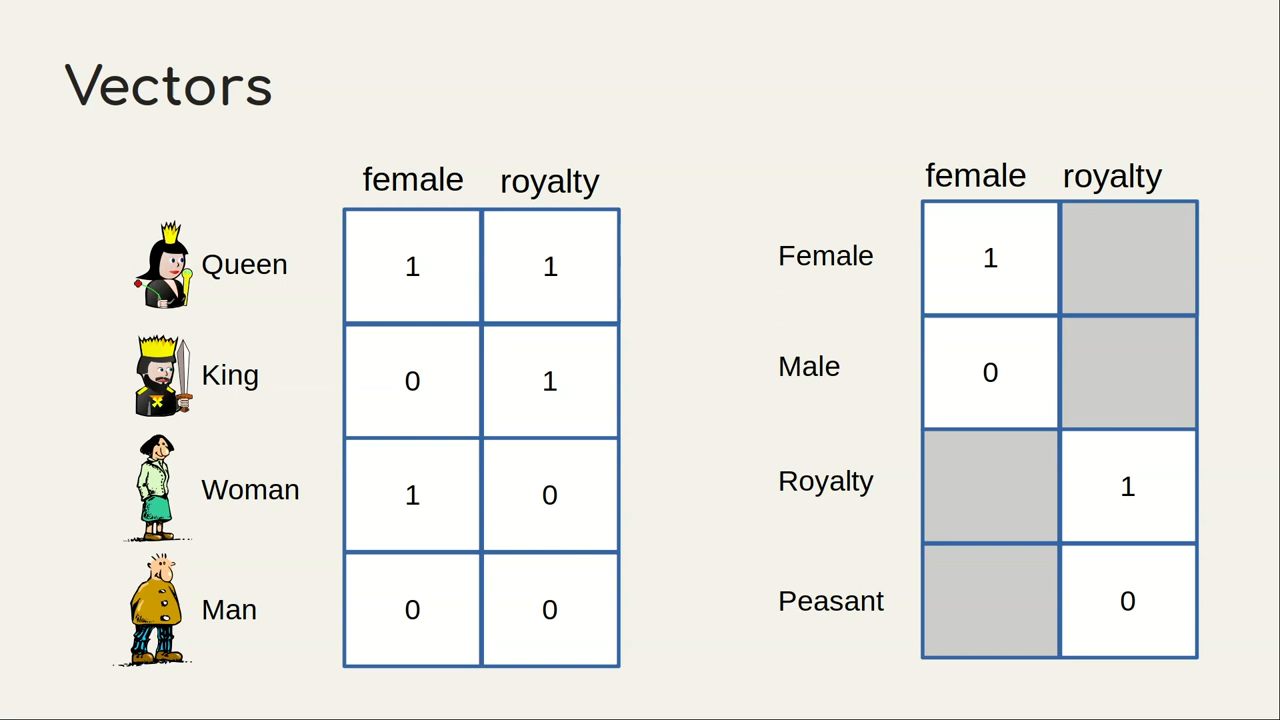 Vectors
female royalty
Queen 1 1
King 0 1
Woman 1 0
Man 0 0
female royalty
Female 1
Male 0
Royalty 1
Peasant 0